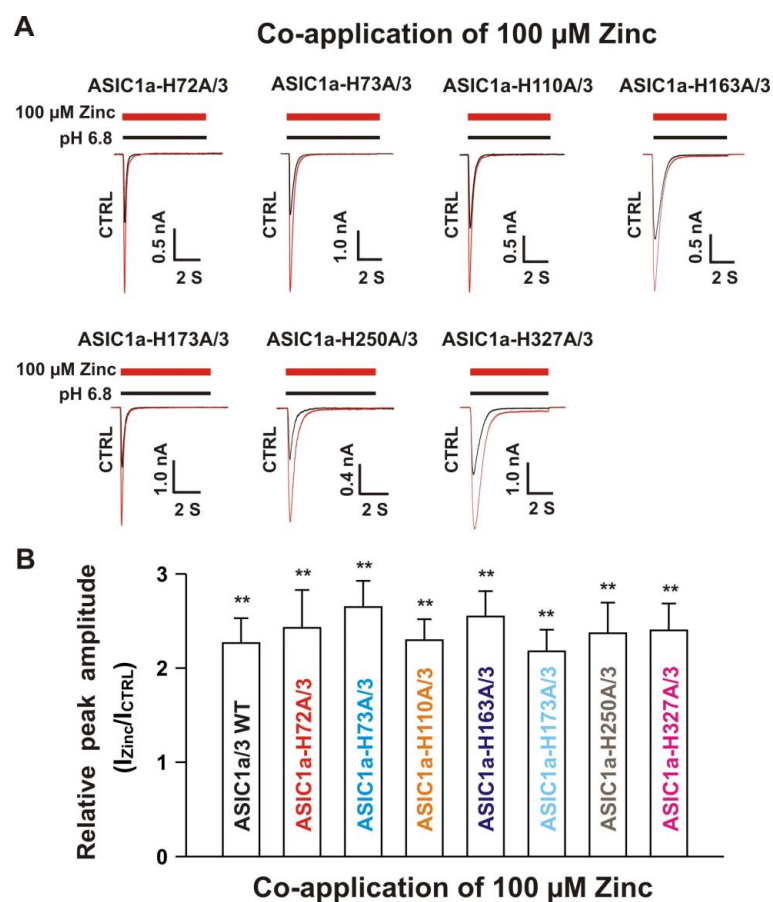 A
Co-application of 100 µM Zinc
ASIC1a-H72A/3
ASIC1a-H73A/3
ASIC1a-H110A/3
ASIC1a-H163A/3
100 µM Zinc
pH 6.8
CTRL
0.5 nA
2 S
CTRL
1.0 nA
2 S
CTRL
0.5 nA
2 S
CTRL
0.5 nA
2 S
ASIC1a-H173A/3
ASIC1a-H250A/3
ASIC1a-H327A/3
100 µM Zinc
pH 6.8
CTRL
1.0 nA
2 S
CTRL
0.4 nA
2 S
CTRL
1.0 nA
2 S
B
Relative peak amplitude
(IZinc/ICTRL)
3
2
1
0
**
**
**
**
**
**
**
**
ASIC1a/3 WT
ASIC1a-H72A/3
ASIC1a-H73A/3
ASIC1a-H110A/3
ASIC1a-H163A/3
ASIC1a-H173A/3
ASIC1a-H250A/3
ASIC1a-H327A/3
Co-application of 100 µM Zinc